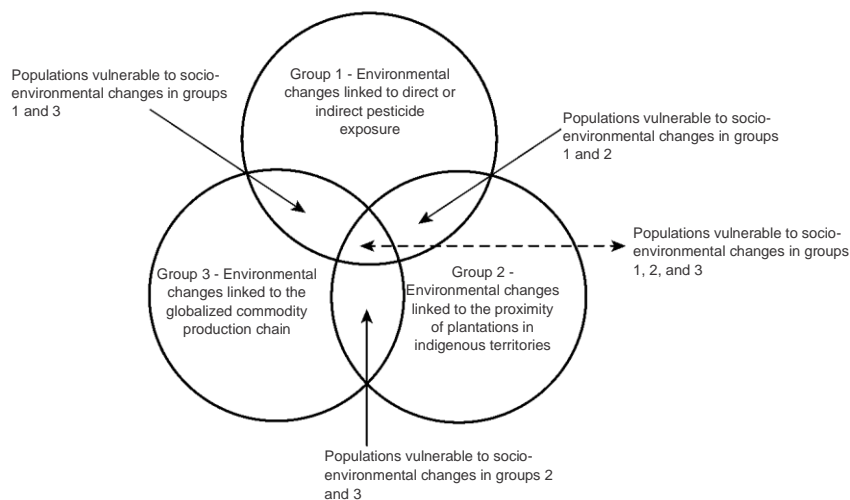 Group 1 - Environmental
changes linked to direct or
indirect pesticide
exposure
Populations vulnerable to socio-
environmental changes in groups
1 and 3
Populations vulnerable to socio-
environmental changes in groups
1 and 2
Populations vulnerable to socio-
environmental changes in groups
1, 2, and 3
Group 3 - Environmental
changes linked to the
globalized commodity
production chain
Group 2 -
Environmental changes
linked to the proximity
of plantations in
indigenous territories
Populations vulnerable to socio-
environmental changes in groups 2
and 3